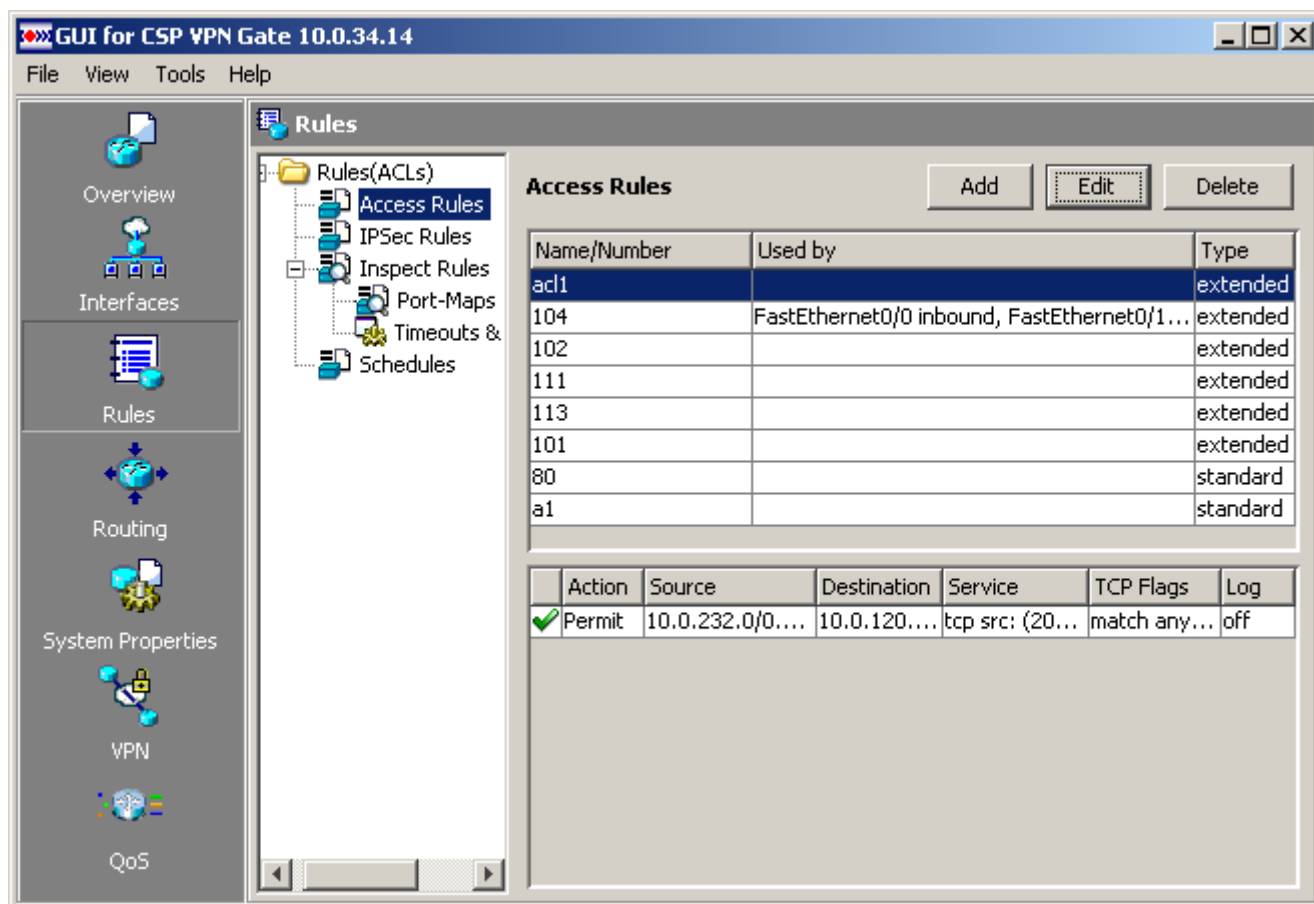 GUI for CSP VPN Gate 10.0.34.14
File View Tools Help
Overview
Interfaces
Rules
Routing
System Properties
VPN
QoS
Rules
Rules(ACLs)
Access Rules
IPSec Rules
Inspect Rules
Port-Maps
Timeouts &
Schedules
Access Rules Add Edit Delete
Name/Number Used by Type
acl1 extended
104 FastEthernet0/0 inbound, FastEthernet0/1... extended
102 extended
111 extended
113 extended
101 extended
80 standard
a1 standard
Action Source Destination Service TCP Flags Log
Permit 10.0.232.0/0.... 10.0.120.... tcp src: (20... match any... off